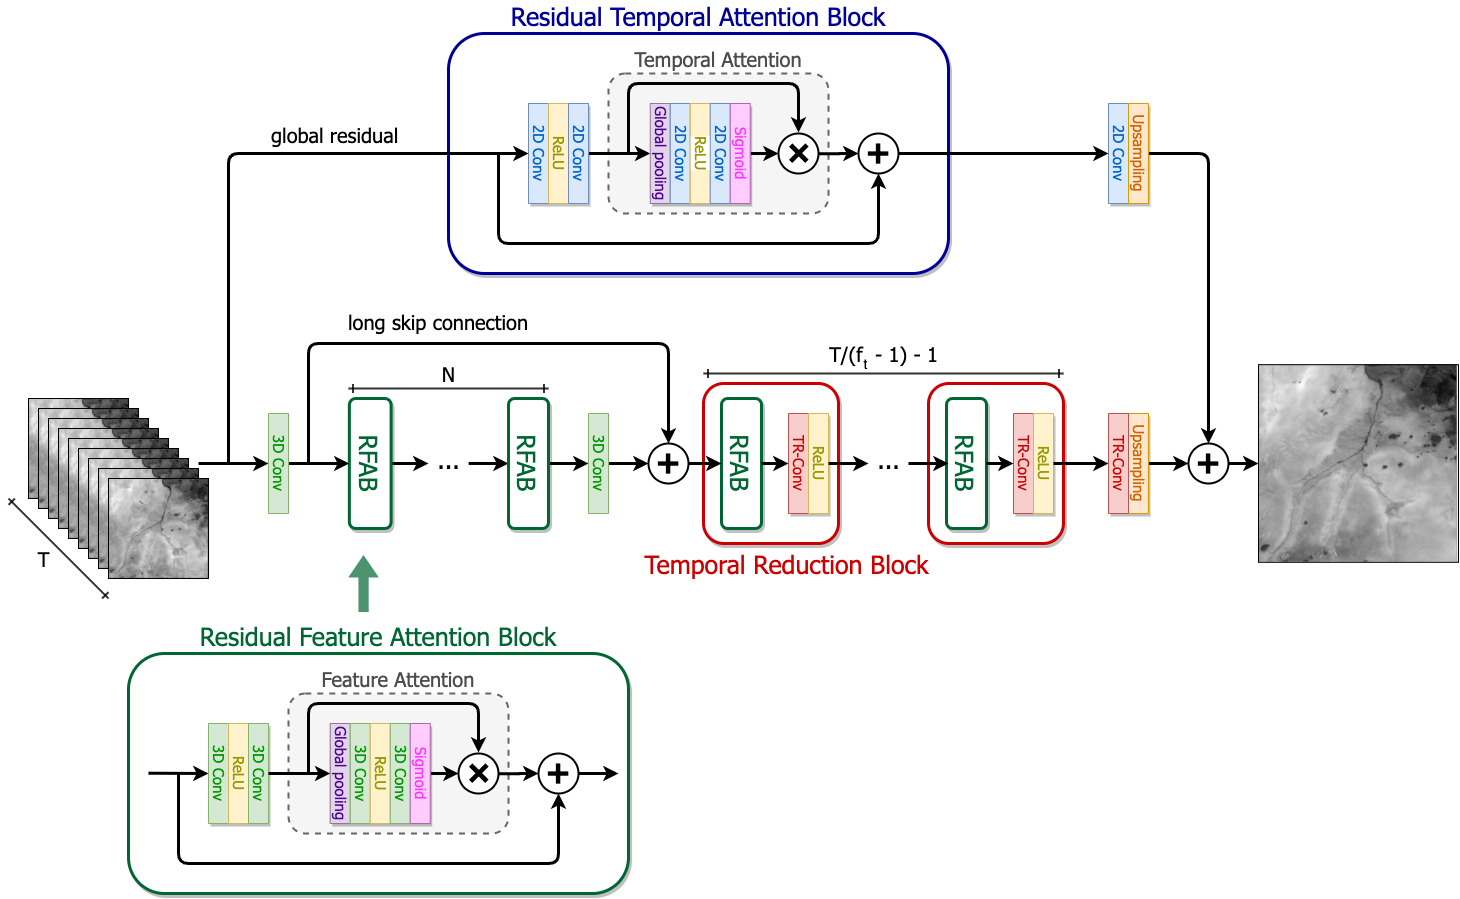 Residual Temporal Attention Block
Temporal Attention
global residual
2D Conv
ReLU
2D Conv
Global pooling
2D Conv
ReLU
2D Conv
Sigmoid
2D Conv
Upsampling
long skip connection
N
T/(f_t - 1) - 1
3D Conv
RFAB
...
RFAB
3D Conv
RFAB
TR-Conv
ReLU
...
RFAB
TR-Conv
ReLU
TR-Conv
Upsampling
T
Temporal Reduction Block
Residual Feature Attention Block
Feature Attention
3D Conv
ReLU
3D Conv
Global pooling
3D Conv
ReLU
3D Conv
Sigmoid